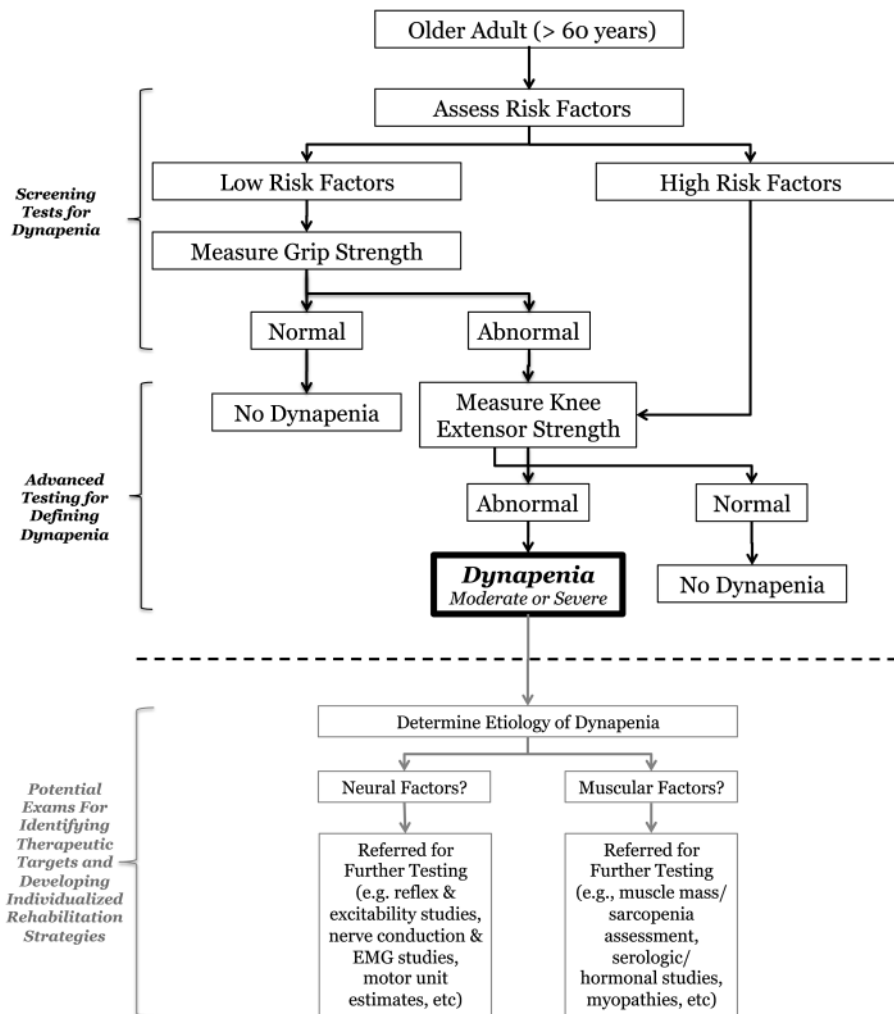 Older Adult (> 60 years)
Assess Risk Factors
Low Risk Factors
High Risk Factors
Screening
Tests for
Dynapenia
Measure Grip Strength
Normal
Abnormal
No Dynapenia
Measure Knee
Extensor Strength
Advanced
Testing for
Defining
Dynapenia
Abnormal
Normal
Dynapenia
Moderate or Severe
No Dynapenia
Determine Etiology of Dynapenia
Potential
Exams For
Identifying
Therapeutic
Targets and
Developing
Individualized
Rehabilitation
Strategies
Neural Factors?
Muscular Factors?
Referred for
Further Testing
(e.g. reflex &
excitability studies,
nerve conduction &
EMG studies,
motor unit
estimates, etc)
Referred for
Further Testing
(e.g., muscle mass/
sarcopenia
assessment,
serologic/
hormonal studies,
myopathies, etc)